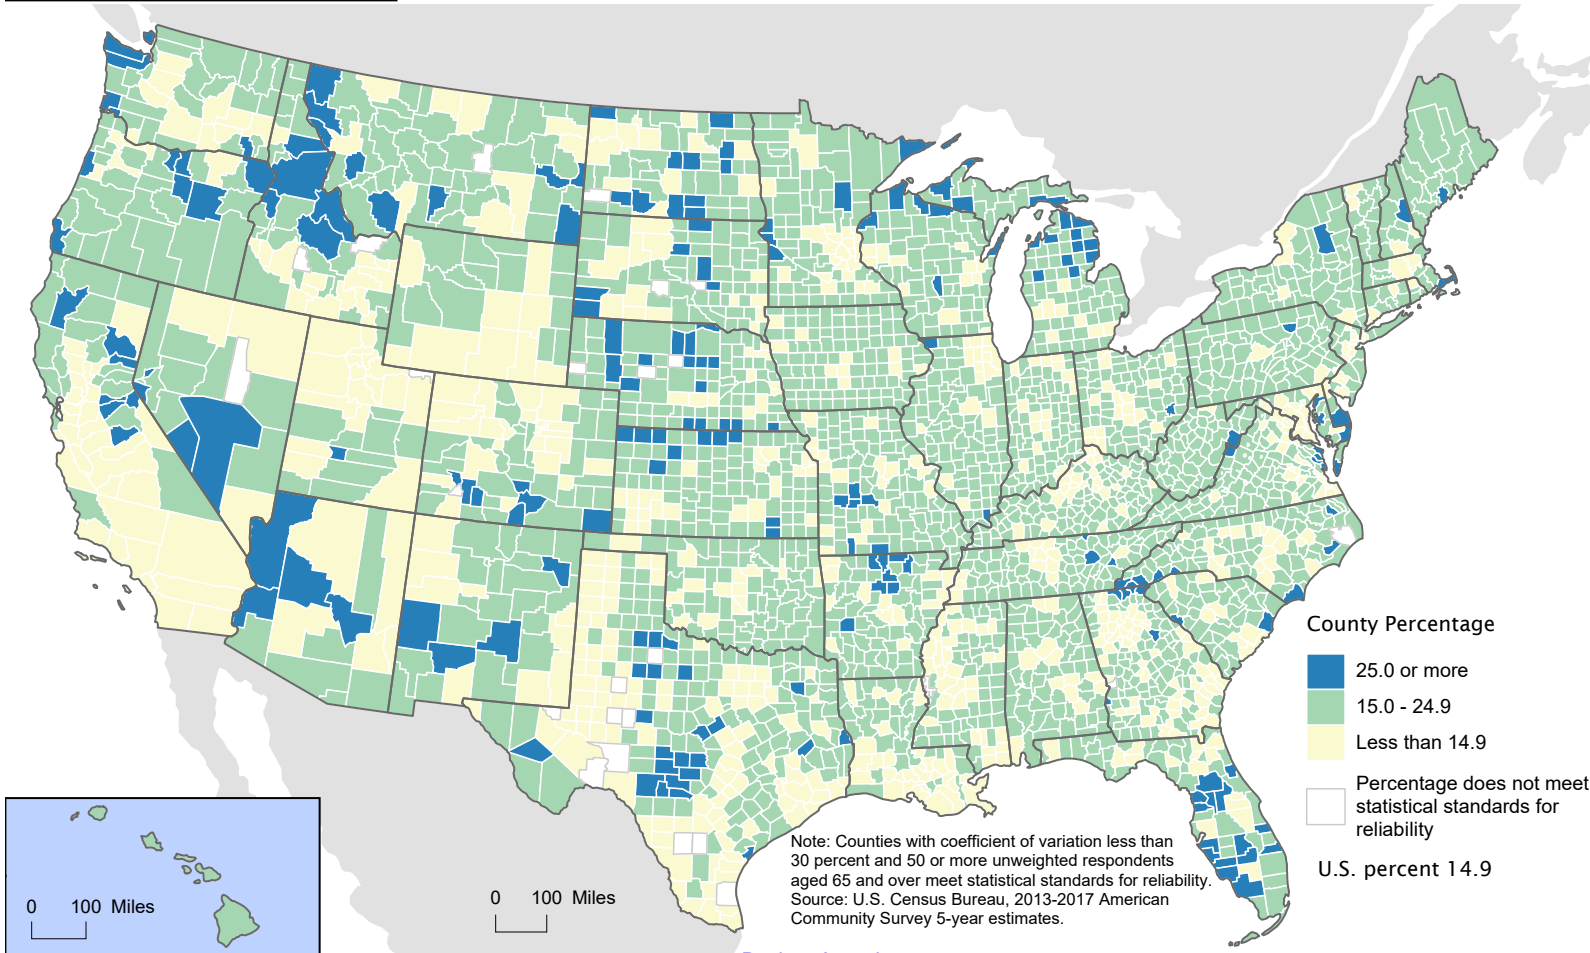 County Percentage
25.0 or more
15.0 - 24.9
Less than 14.9
Percentage does not meet
statistical standards for
reliability
U.S. percent 14.9
Note: Counties with coefficient of variation less than
30 percent and 50 or more unweighted respondents
aged 65 and over meet statistical standards for reliability.
Source: U.S. Census Bureau, 2013-2017 American
Community Survey 5-year estimates.
0 100 Miles
0 100 Miles